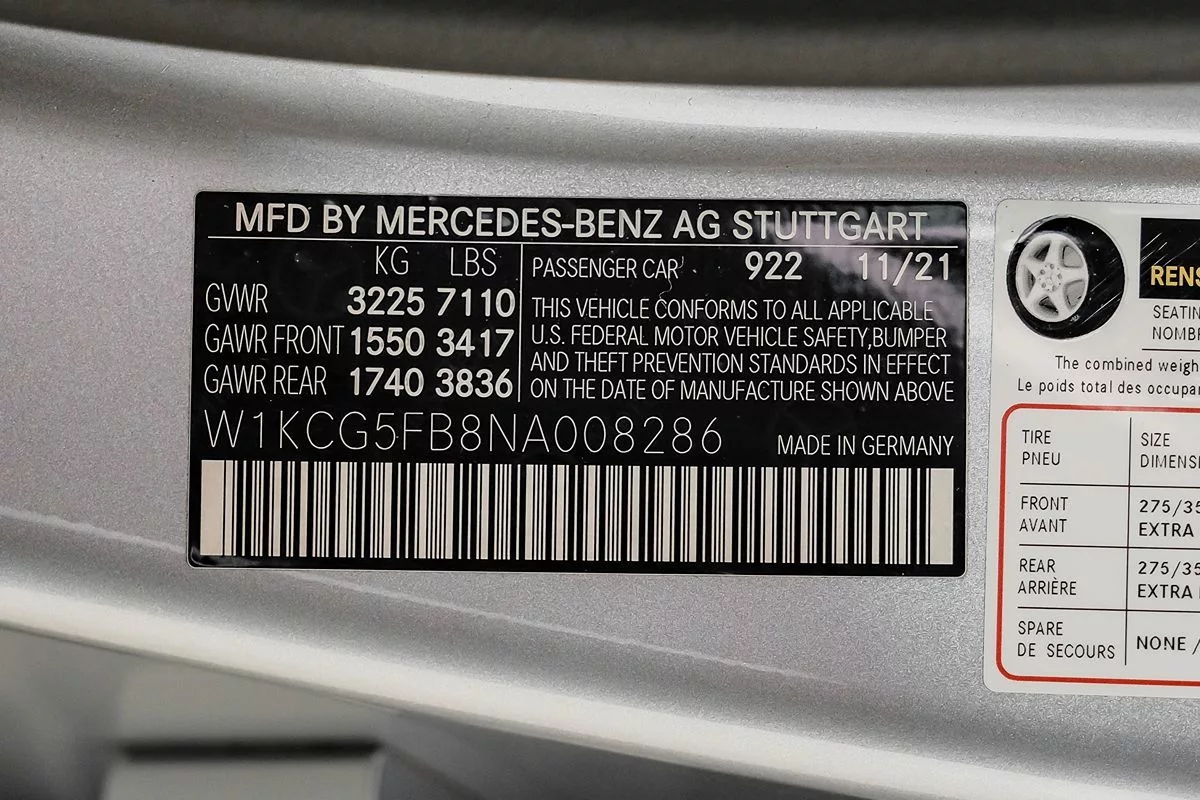 MFD BY MERCEDES-BENZ AG STUTTGART
KG LBS
GVWR 3225 7110
GAWR FRONT 1550 3417
GAWR REAR 1740 3836
PASSENGER CAR 922 11/21
THIS VEHICLE CONFORMS TO ALL APPLICABLE
U.S. FEDERAL MOTOR VEHICLE SAFETY,BUMPER
AND THEFT PREVENTION STANDARDS IN EFFECT
ON THE DATE OF MANUFACTURE SHOWN ABOVE
W1KCG5FB8NA008286 MADE IN GERMANY
RENS
SEATIN
NOMB
The combined weigh
Le poids total des occupa
TIRE SIZE
PNEU DIMENSI
FRONT 275/35
AVANT EXTRA
REAR 275/35
ARRIÈRE EXTRA
SPARE NONE /
DE SECOURS